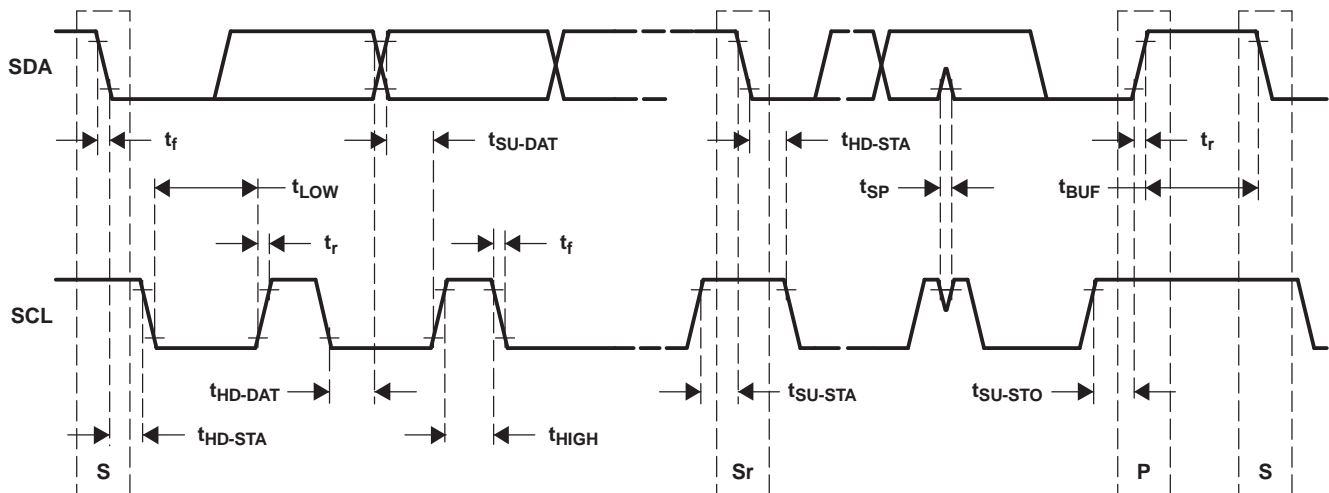 SDA
t_f
t_SU-DAT
t_HD-STA
t_r
t_LOW
t_SP
t_BUF
t_r
t_f
SCL
t_HD-DAT
t_SU-STA
t_SU-STO
t_HD-STA
t_HIGH
S
Sr
P
S